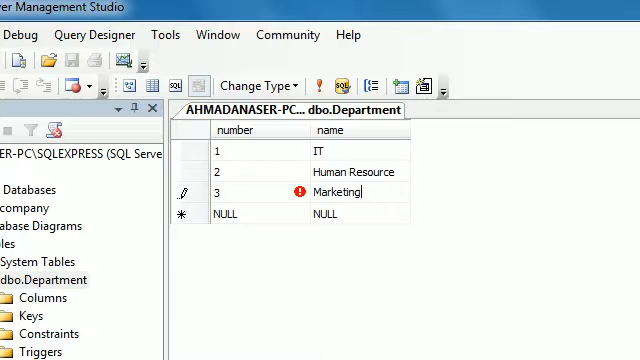 ver Management Studio
Debug Query Designer Tools Window Community Help
SQL Change Type
AHMADANASER-PC... dbo.Department
number name
1 IT
2 Human Resource
3 Marketing
NULL NULL
ER-PC\SQLEXPRESS (SQL Serve
Databases
company
abase Diagrams
les
System Tables
dbo.Department
Columns
Keys
Constraints
Triggers